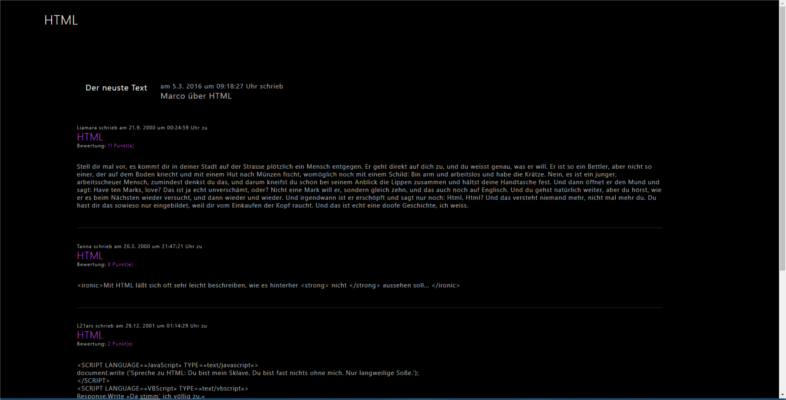 HTML
Der neuste Text
am 5.3. 2016 um 09:18:27 Uhr schrieb
Marco über HTML
Liamara schrieb am 21.9. 2000 um 00:24:59 Uhr zu
HTML
Bewertung: 11 Punkt(e)
Stell dir mal vor, es kommt dir in deiner Stadt auf der Strasse plötzlich ein Mensch entgegen. Er geht direkt auf dich zu, und du weisst genau, was er will. Er ist so ein Bettler, aber nicht so
einer, der auf dem Boden kriecht und mit einem Hut nach Münzen fischt, womöglich noch mit einem Schild: Bin arm und arbeitslos und habe die Krätze. Nein, es ist ein junger,
arbeitsscheuer Mensch, zumindest denkst du das, und darum kneifst du schon bei seinem Anblick die Lippen zusammen und hältst deine Handtasche fest. Und dann öffnet er den Mund und
sagt: Have ten Marks, love? Das ist ja echt unverschämt, oder? Nicht eine Mark will er, sondern gleich zehn, und das auch noch auf Englisch. Und du gehst natürlich weiter, aber du hörst, wie
er es beim Nächsten wieder versucht, und dann wieder und wieder. Und irgendwann ist er erschöpft und sagt nur noch: Html, Html? Und das versteht niemand mehr, nicht mal mehr du. Du
hast dir das sowieso nur eingebildet, weil dir vom Einkaufen der Kopf raucht. Und das ist echt eine doofe Geschichte, ich weiss.
Tanna schrieb am 20.3. 2000 um 21:47:21 Uhr zu
HTML
Bewertung: 8 Punkt(e)
<ironic>Mit HTML läßt sich oft sehr leicht beschreiben, wie es hinterher <strong> nicht </strong> aussehen soll... </ironic>
L21ars schrieb am 29.12. 2001 um 01:14:29 Uhr zu
HTML
Bewertung: 2 Punkt(e)
<SCRIPT LANGUAGE=»JavaScript« TYPE=»text/javascript«>
document.write ('Spreche zu HTML: Du bist mein Sklave. Du bist fast nichts ohne mich. Nur langweilige Soße.');
</SCRIPT>
<SCRIPT LANGUAGE=»VBScript« TYPE=»text/vbscript«>
Response.Write »Da stimm´ ich völlig zu.«